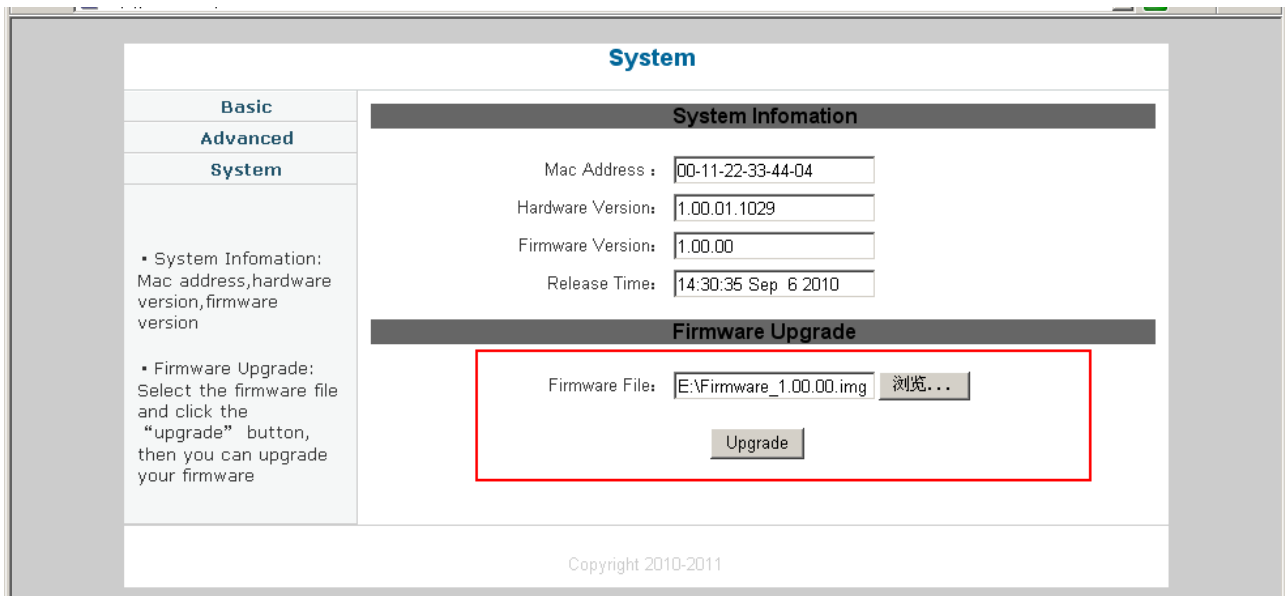 System
Basic
Advanced
System
▪ System Infomation:
Mac address,hardware
version,firmware
version
▪ Firmware Upgrade:
Select the firmware file
and click the
“upgrade” button,
then you can upgrade
your firmware
System Infomation
Mac Address : 00-11-22-33-44-04
Hardware Version: 1.00.01.1029
Firmware Version: 1.00.00
Release Time: 14:30:35 Sep 6 2010
Firmware Upgrade
Firmware File: E:\Firmware_1.00.00.img 浏览...
Upgrade
Copyright 2010-2011